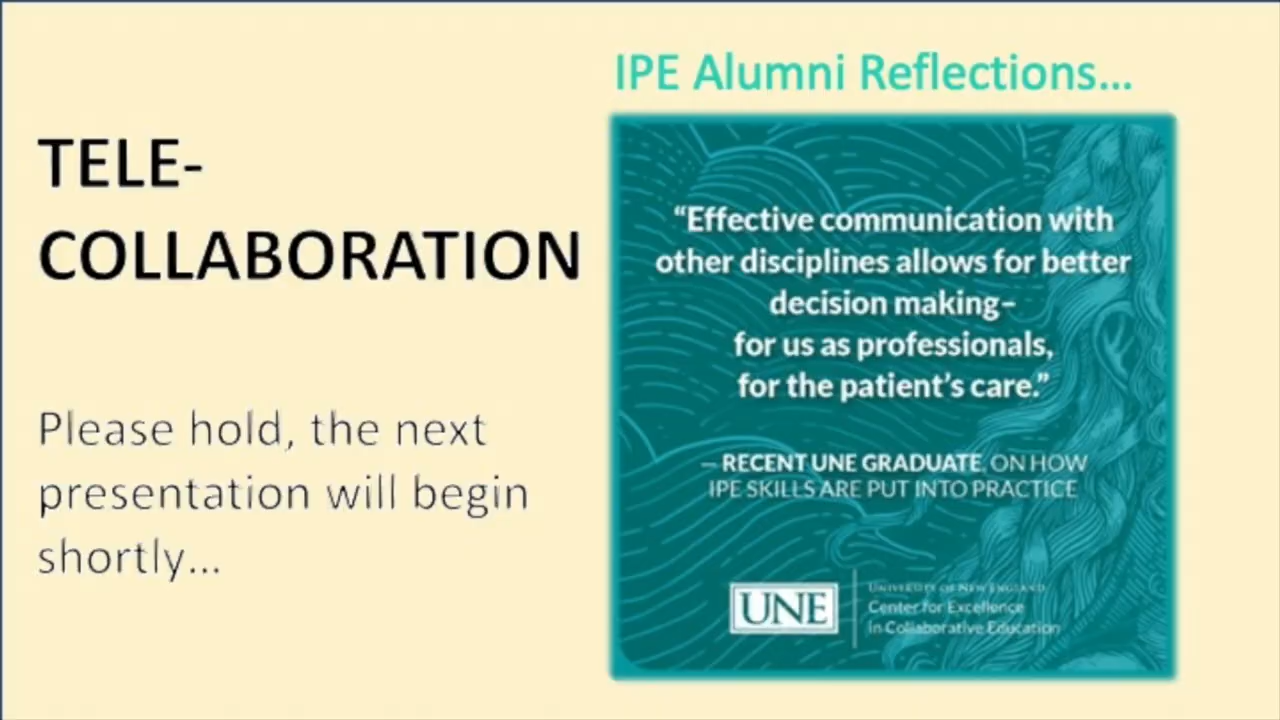 TELE-
COLLABORATION
Please hold, the next
presentation will begin
shortly...
IPE Alumni Reflections...
“Effective communication with
other disciplines allows for better
decision making–
for us as professionals,
for the patient’s care.”
— RECENT UNE GRADUATE, ON HOW
IPE SKILLS ARE PUT INTO PRACTICE
UNE
UNIVERSITY OF NEW ENGLAND
Center for Excellence
in Collaborative Education